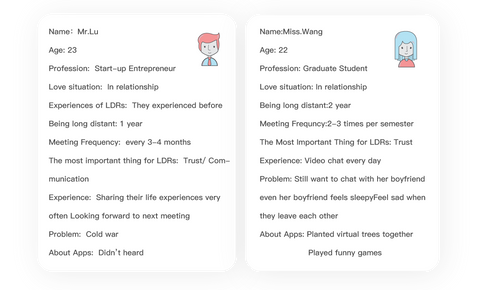 Name： Mr.Lu
Age: 23
Profession: Start-up Entrepreneur
Love situation: In relationship
Experiences of LDRs: They experienced before
Being long distant: 1 year
Meeting Frequency: every 3-4 months
The most important thing for LDRs: Trust/ Com-
munication
Experience: Sharing their life experiences very
often Looking forward to next meeting
Problem: Cold war
About Apps: Didn't heard
Name:Miss.Wang
Age: 22
Profession: Graduate Student
Love situation: In relationship
Being long distant:2 year
Meeting Frequncy:2-3 times per semester
The Most important Thing for LDRs: Trust
Experience: Video chat every day
Problem: Still want to chat with her boyfriend
even her boyfriend feels sleepyFeel sad when
they leave each other
About Apps: Planted virtual trees together
Played funny games